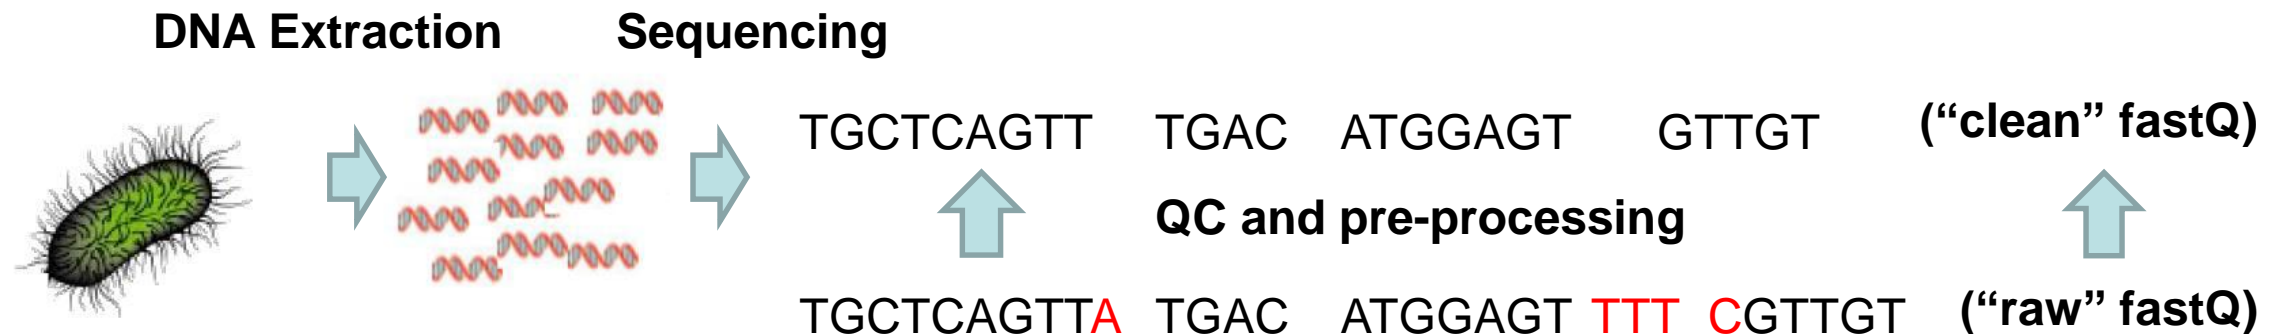 DNA Extraction Sequencing
TGCTCAGTT TGAC ATGGAGT GTTGT (“clean” fastQ)
QC and pre-processing
TGCTCAGTTA TGAC ATGGAGT TTT CGTTGT (“raw” fastQ)